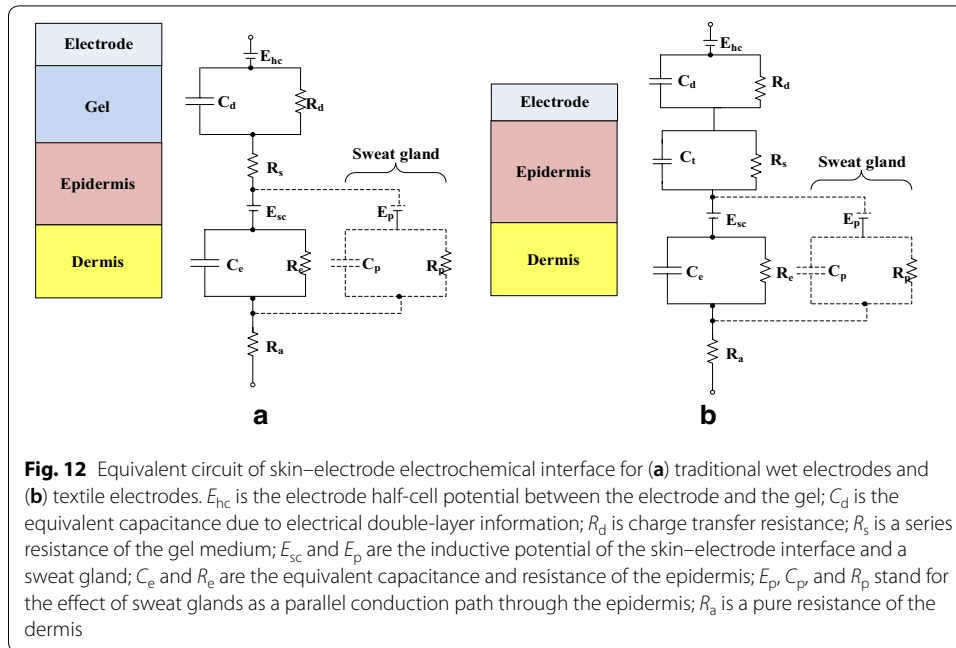 Electrode
Gel
Epidermis
Dermis
E_hc
C_d
R_d
R_s
Sweat gland
E_sc
E_p
C_e
R_e
C_p
R_p
R_a
a
Electrode
Epidermis
Dermis
E_hc
C_d
R_d
C_t
R_s
Sweat gland
E_sc
E_p
C_e
R_e
C_p
R_p
R_a
b
Fig. 12 Equivalent circuit of skin–electrode electrochemical interface for (a) traditional wet electrodes and
(b) textile electrodes. E_hc is the electrode half-cell potential between the electrode and the gel; C_d is the
equivalent capacitance due to electrical double-layer information; R_d is charge transfer resistance; R_s is a series
resistance of the gel medium; E_sc and E_p are the inductive potential of the skin–electrode interface and a
sweat gland; C_e and R_e are the equivalent capacitance and resistance of the epidermis; E_p, C_p, and R_p stand for
the effect of sweat glands as a parallel conduction path through the epidermis; R_a is a pure resistance of the
dermis